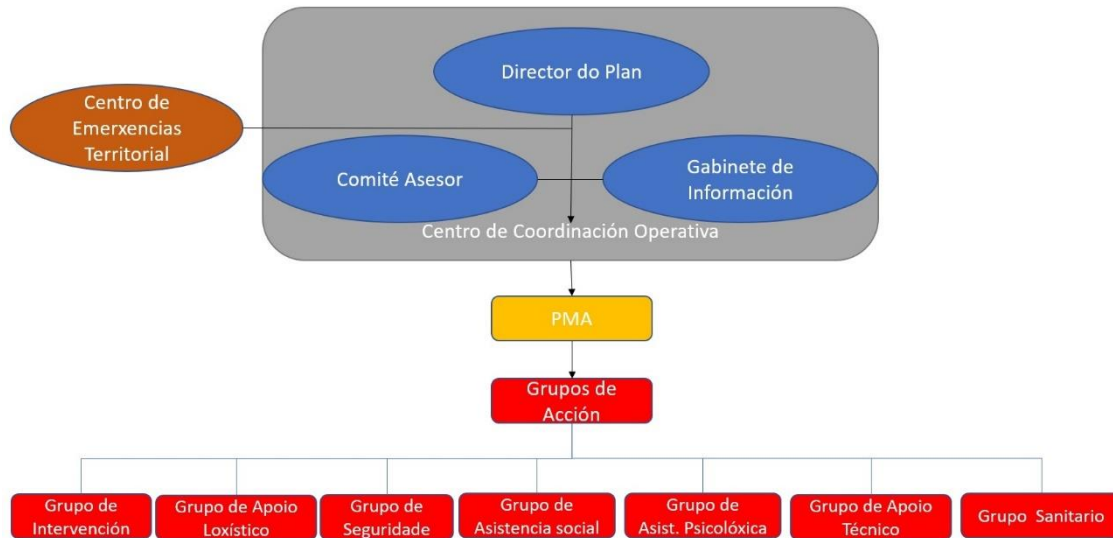 Director do Plan
Centro de
Emerxencias
Territorial
Comité Asesor
Gabinete de
Información
Centro de Coordinación Operativa
PMA
Grupos de
Acción
Grupo de
Intervención
Grupo de Apoio
Loxístico
Grupo de
Seguridade
Grupo de
Asistencia social
Grupo de
Asist. Psicolóxica
Grupo de Apoio
Técnico
Grupo Sanitario